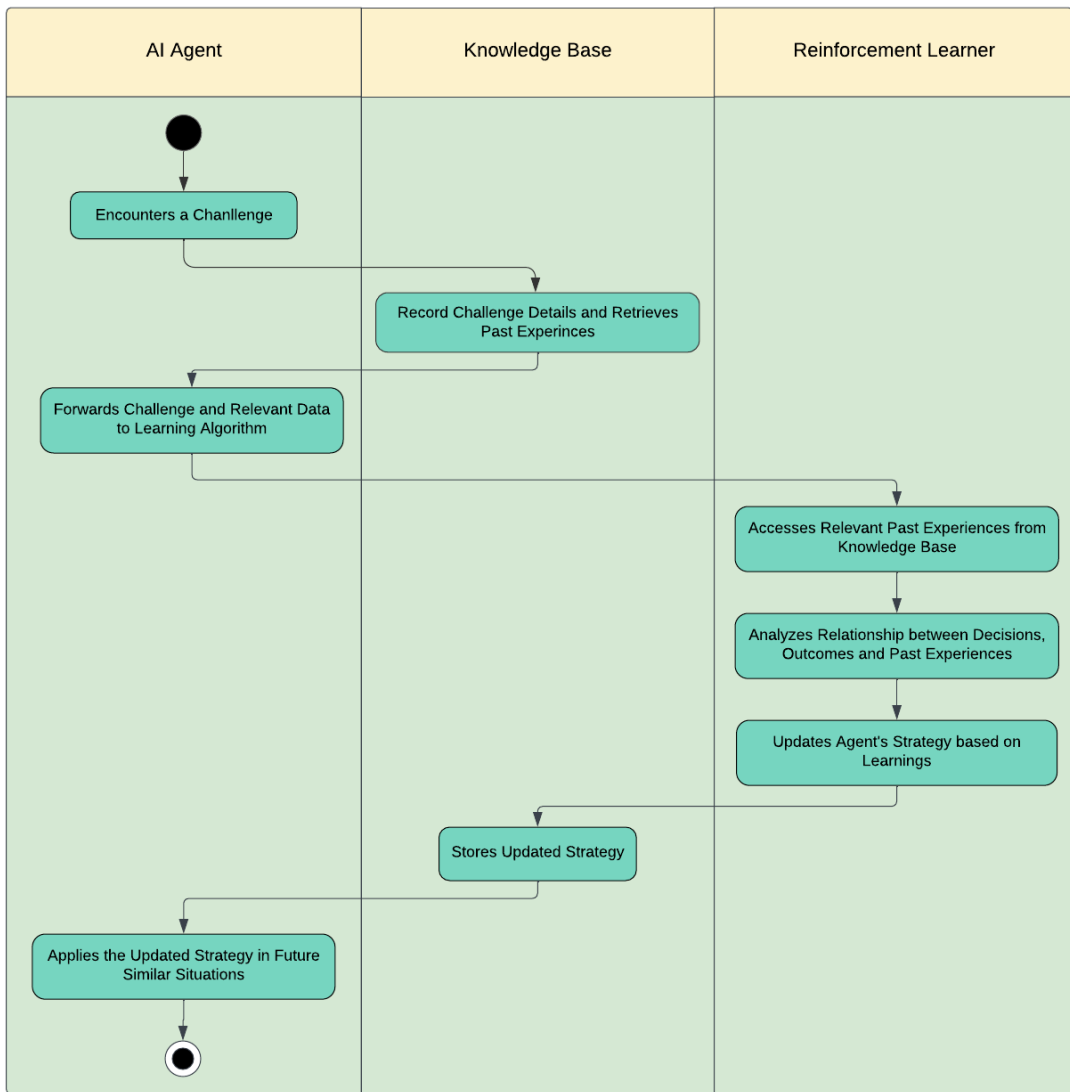 AI Agent
Knowledge Base
Reinforcement Learner
Encounters a Chanllenge
Record Challenge Details and Retrieves
Past Experinces
Forwards Challenge and Relevant Data
to Learning Algorithm
Accesses Relevant Past Experiences from
Knowledge Base
Analyzes Relationship between Decisions,
Outcomes and Past Experiences
Updates Agent's Strategy based on
Learnings
Stores Updated Strategy
Applies the Updated Strategy in Future
Similar Situations